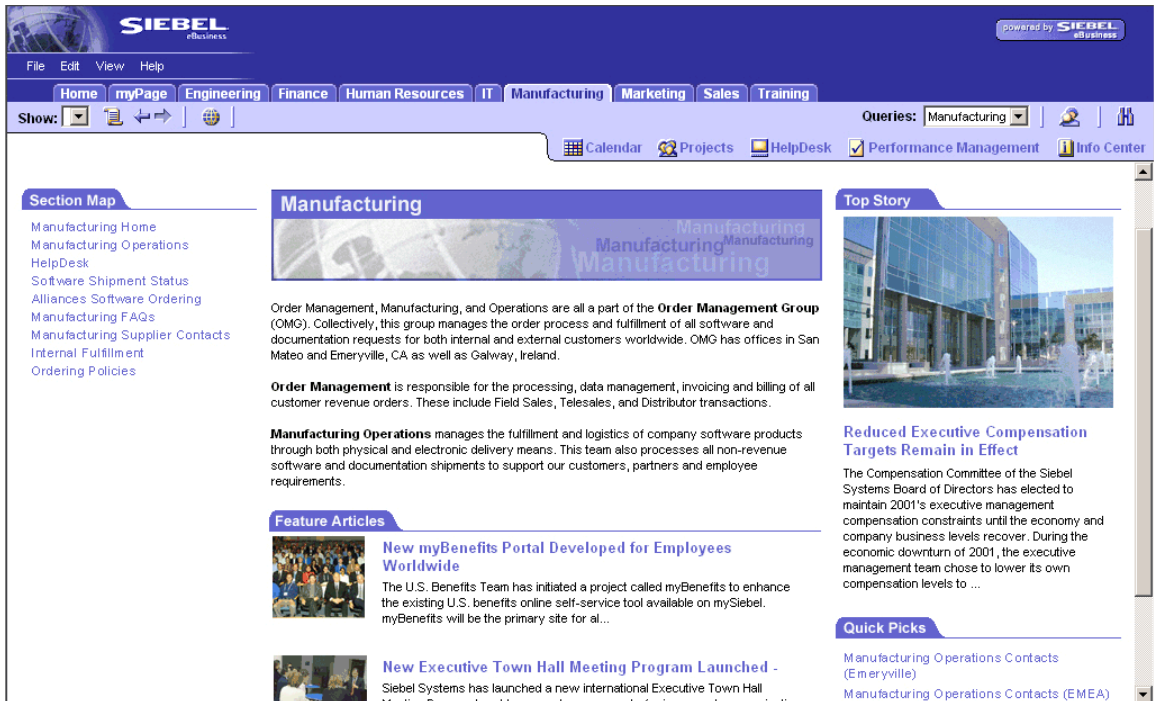 SIEBEL
eBusiness
powered by SIEBEL
eBusiness
File Edit View Help
Home myPage Engineering Finance Human Resources IT Manufacturing Marketing Sales Training
Show:
Queries: Manufacturing
Calendar Projects HelpDesk Performance Management Info Center
Section Map
Manufacturing Home
Manufacturing Operations
HelpDesk
Software Shipment Status
Alliances Software Ordering
Manufacturing FAQs
Manufacturing Supplier Contacts
Internal Fulfillment
Ordering Policies
Manufacturing
Manufacturing
Manufacturing
Manufacturing
Manufacturing
Order Management, Manufacturing, and Operations are all a part of the Order Management Group
(OMG). Collectively, this group manages the order process and fulfillment of all software and
documentation requests for both internal and external customers worldwide. OMG has offices in San
Mateo and Emeryville, CA as well as Galway, Ireland.
Order Management is responsible for the processing, data management, invoicing and billing of all
customer revenue orders. These include Field Sales, Telesales, and Distributor transactions.
Manufacturing Operations manages the fulfillment and logistics of company software products
through both physical and electronic delivery means. This team also processes all non-revenue
software and documentation shipments to support our customers, partners and employee
requirements.
Feature Articles
New myBenefits Portal Developed for Employees
Worldwide
The U.S. Benefits Team has initiated a project called myBenefits to enhance
the existing U.S. benefits online self-service tool available on mySiebel.
myBenefits will be the primary site for al...
New Executive Town Hall Meeting Program Launched -
Siebel Systems has launched a new international Executive Town Hall
Top Story
Reduced Executive Compensation
Targets Remain in Effect
The Compensation Committee of the Siebel
Systems Board of Directors has elected to
maintain 2001's executive management
compensation constraints until the economy and
company business levels recover. During the
economic downturn of 2001, the executive
management team chose to lower its own
compensation levels to ...
Quick Picks
Manufacturing Operations Contacts
(Emeryville)
Manufacturing Operations Contacts (EMEA)